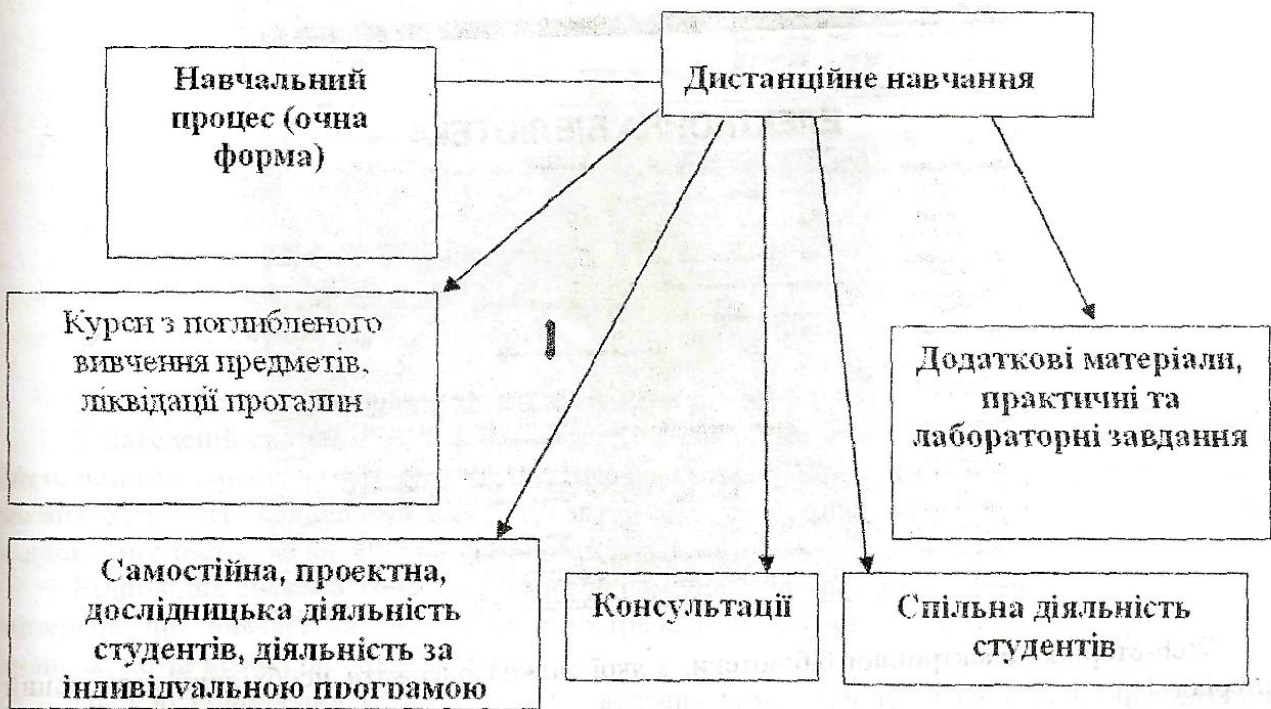 Навчальний
процес (очна
форма)
Дистанційне навчання
Курси з поглибленого
вивчення предметів,
ліквідації прогалин
Додаткові матеріали,
практичні та
лабораторні завдання
Самостійна, проектна,
дослідницька діяльність
студентів, діяльність за
індивідуальною програмою
Консультації
Спільна діяльність
студентів